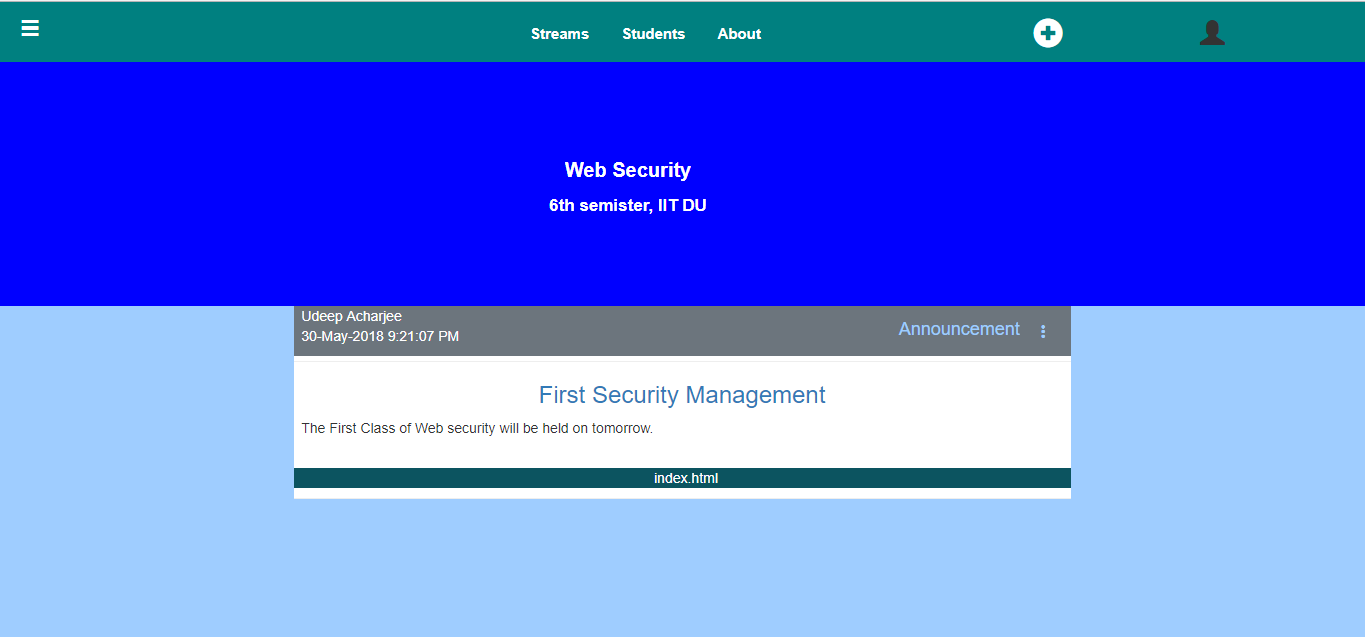 Streams Students About
Web Security
6th semister, IIT DU
Udeep Acharjee
30-May-2018 9:21:07 PM
Announcement
First Security Management
The First Class of Web security will be held on tomorrow.
index.html